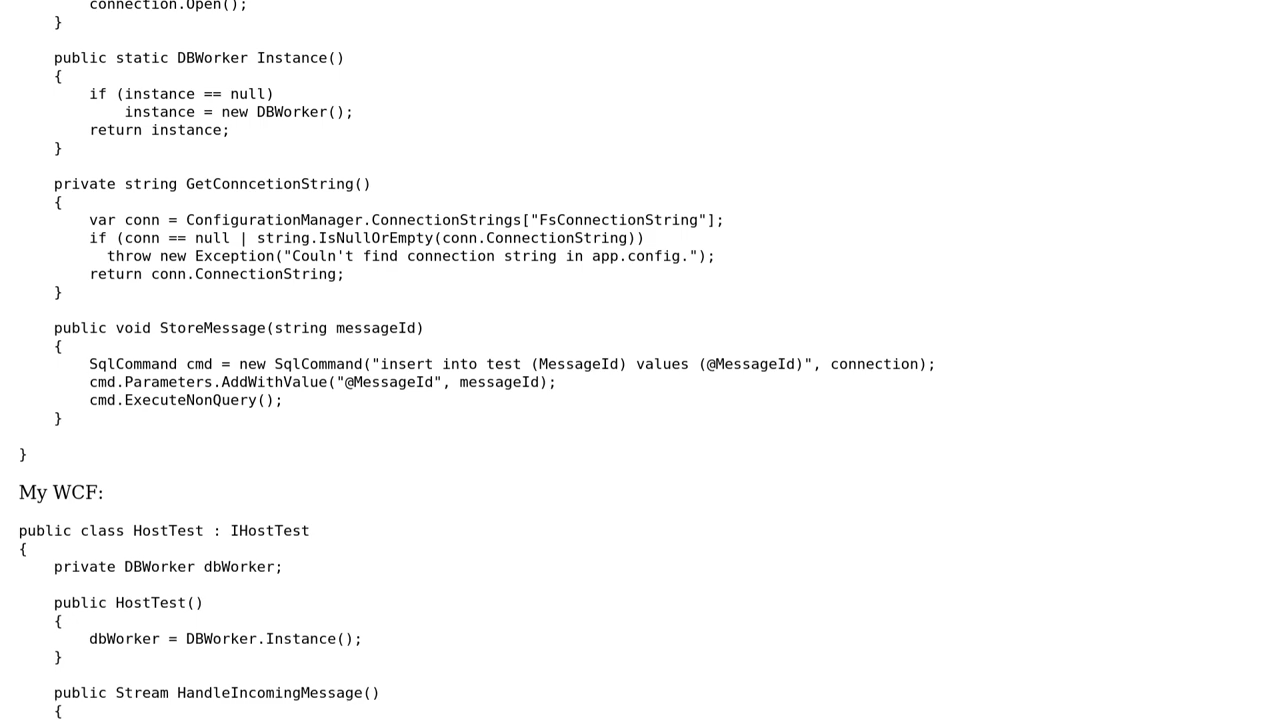 connection.Open();
}
public static DBWorker Instance()
{
if (instance == null)
instance = new DBWorker();
return instance;
}
private string GetConncetionString()
{
var conn = ConfigurationManager.ConnectionStrings["FsConnectionString"];
if (conn == null | string.IsNullOrEmpty(conn.ConnectionString))
throw new Exception("Couln't find connection string in app.config.");
return conn.ConnectionString;
}
public void StoreMessage(string messageId)
{
SqlCommand cmd = new SqlCommand("insert into test (MessageId) values (@MessageId)", connection);
cmd.Parameters.AddWithValue("@MessageId", messageId);
cmd.ExecuteNonQuery();
}
}
My WCF:
public class HostTest : IHostTest
{
private DBWorker dbWorker;
public HostTest()
{
dbWorker = DBWorker.Instance();
}
public Stream HandleIncomingMessage()
{